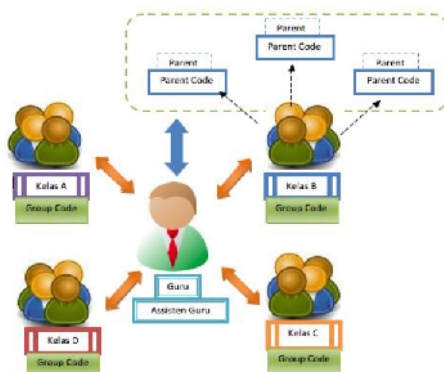 Parent
Parent Code
Parent
Parent Code
Parent
Parent Code
Kelas A
Group Code
Kelas B
Group Code
Guru
Assisten Guru
Kelas D
Group Code
Kelas C
Group Code